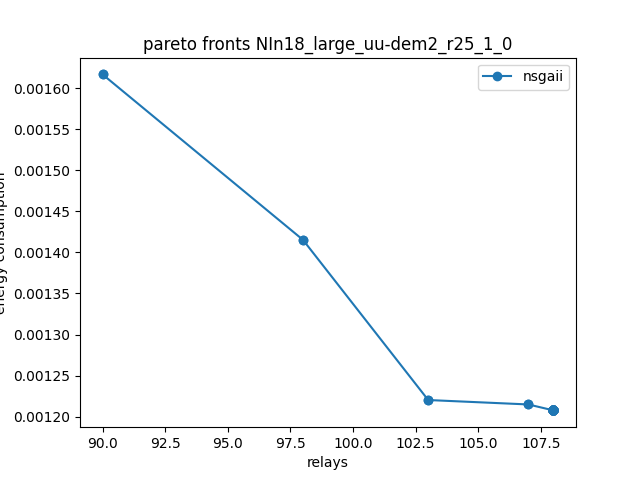 pareto fronts NIn18_large_uu-dem2_r25_1_0
nsgaii
0.00160
0.00155
0.00150
0.00145
0.00140
0.00135
0.00130
0.00125
0.00120
energy consumption
90.0 92.5 95.0 97.5 100.0 102.5 105.0 107.5
relays